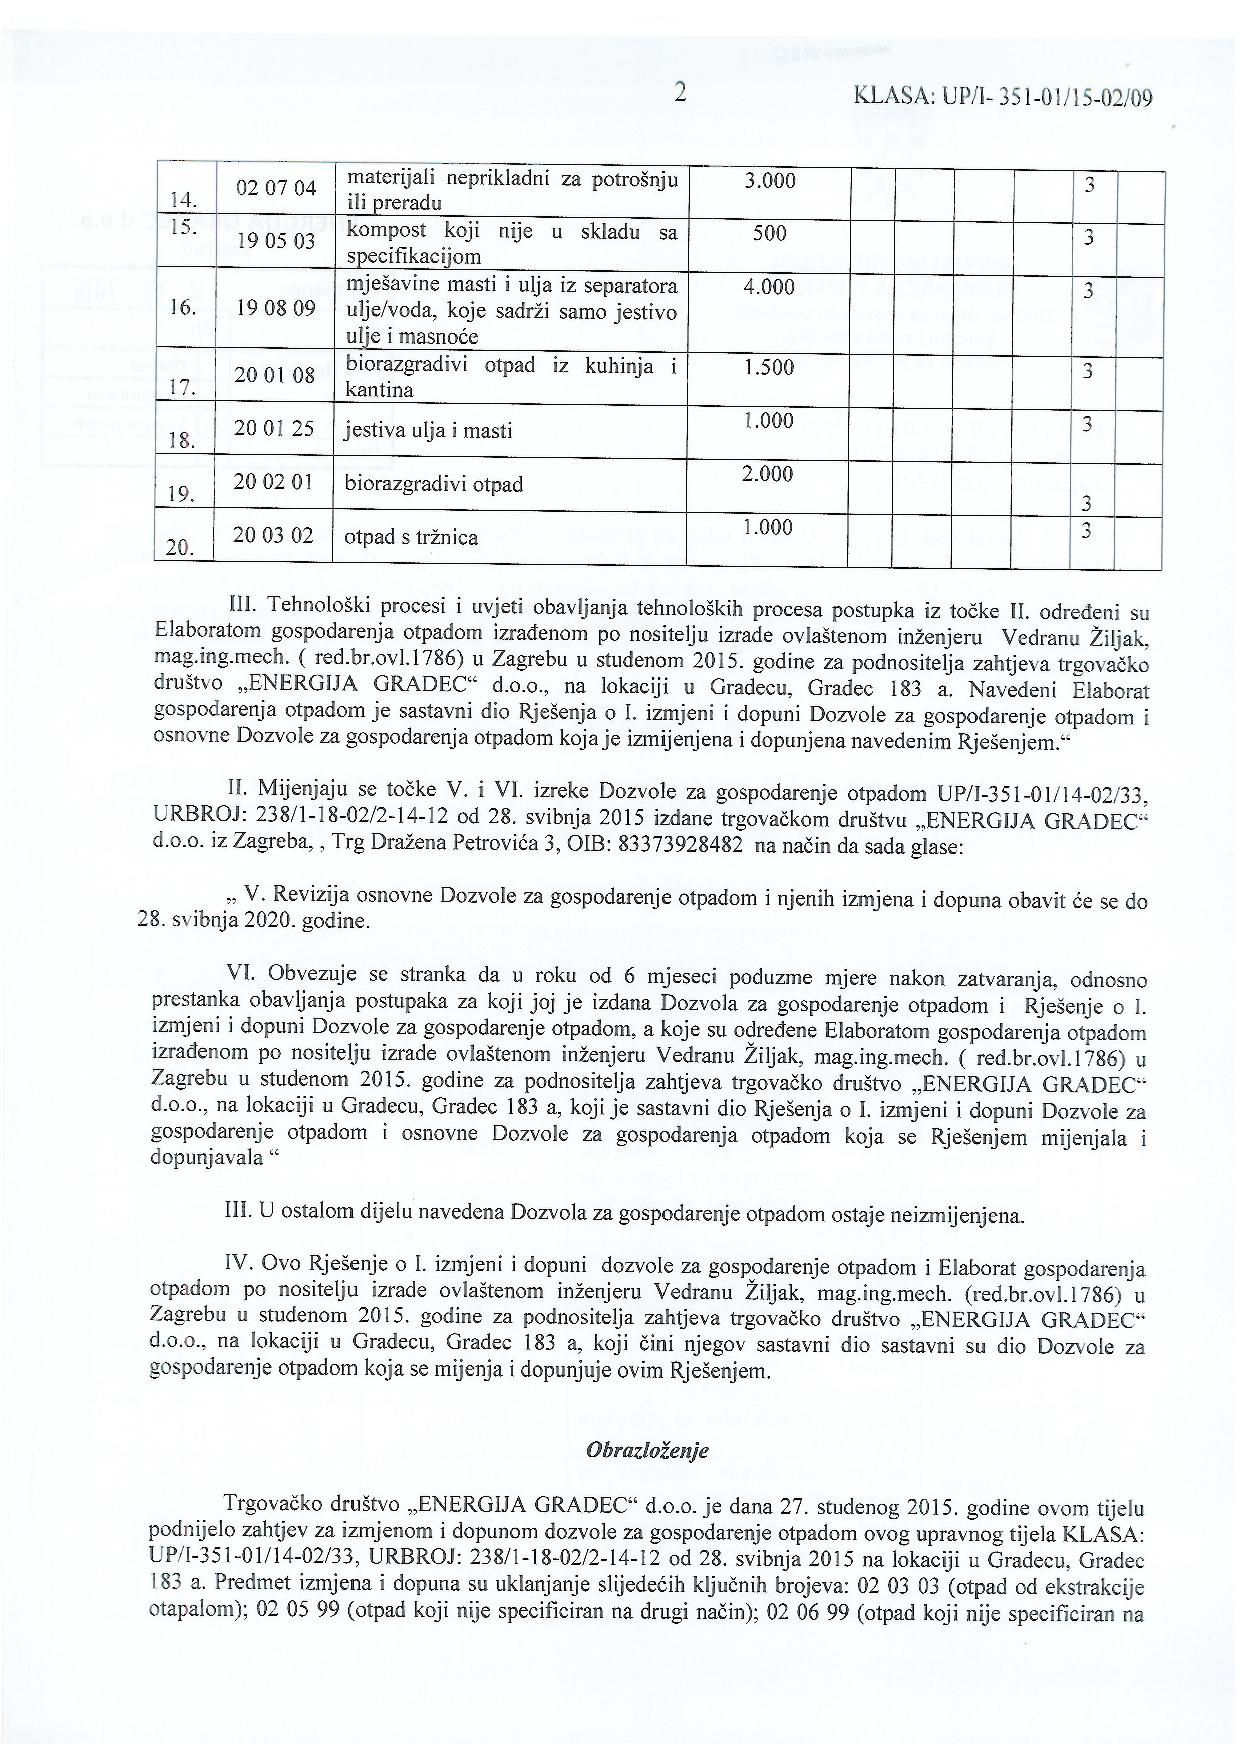 2 KLASA: UP/I- 351-01/15-02/09
14. 02 07 04 materijali neprikladni za potrošnju 3.000 3
ili preradu
15. 19 05 03 kompost koji nije u skladu sa 500 3
specifikacijom
16. 19 08 09 mješavine masti i ulja iz separatora 4.000 3
ulje/voda, koje sadrži samo jestivo
ulje i masnoće
17. 20 01 08 biorazgradivi otpad iz kuhinja i 1.500 3
kantina
18. 20 01 25 jestiva ulja i masti 1.000 3
19. 20 02 01 biorazgradivi otpad 2.000 3
20. 20 03 02 otpad s tržnica 1.000 3
III. Tehnološki procesi i uvjeti obavljanja tehnoloških procesa postupka iz točke II. određeni su
Elaboratom gospodarenja otpadom izrađenom po nositelju izrade ovlaštenom inženjeru Vedranu Žiljak,
mag.ing.mech. ( red.br.ovl.1786) u Zagrebu u studenom 2015. godine za podnositelja zahtjeva trgovačko
društvo „ENERGIJA GRADEC“ d.o.o., na lokaciji u Gradecu, Gradec 183 a. Navedeni Elaborat
gospodarenja otpadom je sastavni dio Rješenja o I. izmjeni i dopuni Dozvole za gospodarenje otpadom i
osnovne Dozvole za gospodarenja otpadom koja je izmijenjena i dopunjena navedenim Rješenjem.“
II. Mijenjaju se točke V. i VI. izreke Dozvole za gospodarenje otpadom UP/I-351-01/14-02/33,
URBROJ: 238/1-18-02/2-14-12 od 28. svibnja 2015 izdane trgovačkom društvu „ENERGIJA GRADEC“
d.o.o. iz Zagreba, , Trg Dražena Petrovića 3, OIB: 83373928482 na način da sada glase:
„ V. Revizija osnovne Dozvole za gospodarenje otpadom i njenih izmjena i dopuna obavit će se do
28. svibnja 2020. godine.
VI. Obvezuje se stranka da u roku od 6 mjeseci poduzme mjere nakon zatvaranja, odnosno
prestanka obavljanja postupaka za koji joj je izdana Dozvola za gospodarenje otpadom i Rješenje o I.
izmjeni i dopuni Dozvole za gospodarenje otpadom, a koje su određene Elaboratom gospodarenja otpadom
izrađenom po nositelju izrade ovlaštenom inženjeru Vedranu Žiljak, mag.ing.mech. ( red.br.ovl.1786) u
Zagrebu u studenom 2015. godine za podnositelja zahtjeva trgovačko društvo „ENERGIJA GRADEC“
d.o.o., na lokaciji u Gradecu, Gradec 183 a, koji je sastavni dio Rješenja o I. izmjeni i dopuni Dozvole za
gospodarenje otpadom i osnovne Dozvole za gospodarenja otpadom koja se Rješenjem mijenjala i
dopunjavala “
III. U ostalom dijelu navedena Dozvola za gospodarenje otpadom ostaje neizmijenjena.
IV. Ovo Rješenje o I. izmjeni i dopuni dozvole za gospodarenje otpadom i Elaborat gospodarenja
otpadom po nositelju izrade ovlaštenom inženjeru Vedranu Žiljak, mag.ing.mech. (red.br.ovl.1786) u
Zagrebu u studenom 2015. godine za podnositelja zahtjeva trgovačko društvo „ENERGIJA GRADEC“
d.o.o., na lokaciji u Gradecu, Gradec 183 a, koji čini njegov sastavni dio sastavni su dio Dozvole za
gospodarenje otpadom koja se mijenja i dopunjuje ovim Rješenjem.
Obrazloženje
Trgovačko društvo „ENERGIJA GRADEC“ d.o.o. je dana 27. studenog 2015. godine ovom tijelu
podnijelo zahtjev za izmjenom i dopunom dozvole za gospodarenje otpadom ovog upravnog tijela KLASA:
UP/I-351-01/14-02/33, URBROJ: 238/1-18-02/2-14-12 od 28. svibnja 2015 na lokaciji u Gradecu, Gradec
183 a. Predmet izmjena i dopuna su uklanjanje slijedećih ključnih brojeva: 02 03 03 (otpad od ekstrakcije
otapalom); 02 05 99 (otpad koji nije specificiran na drugi način); 02 06 99 (otpad koji nije specificiran na